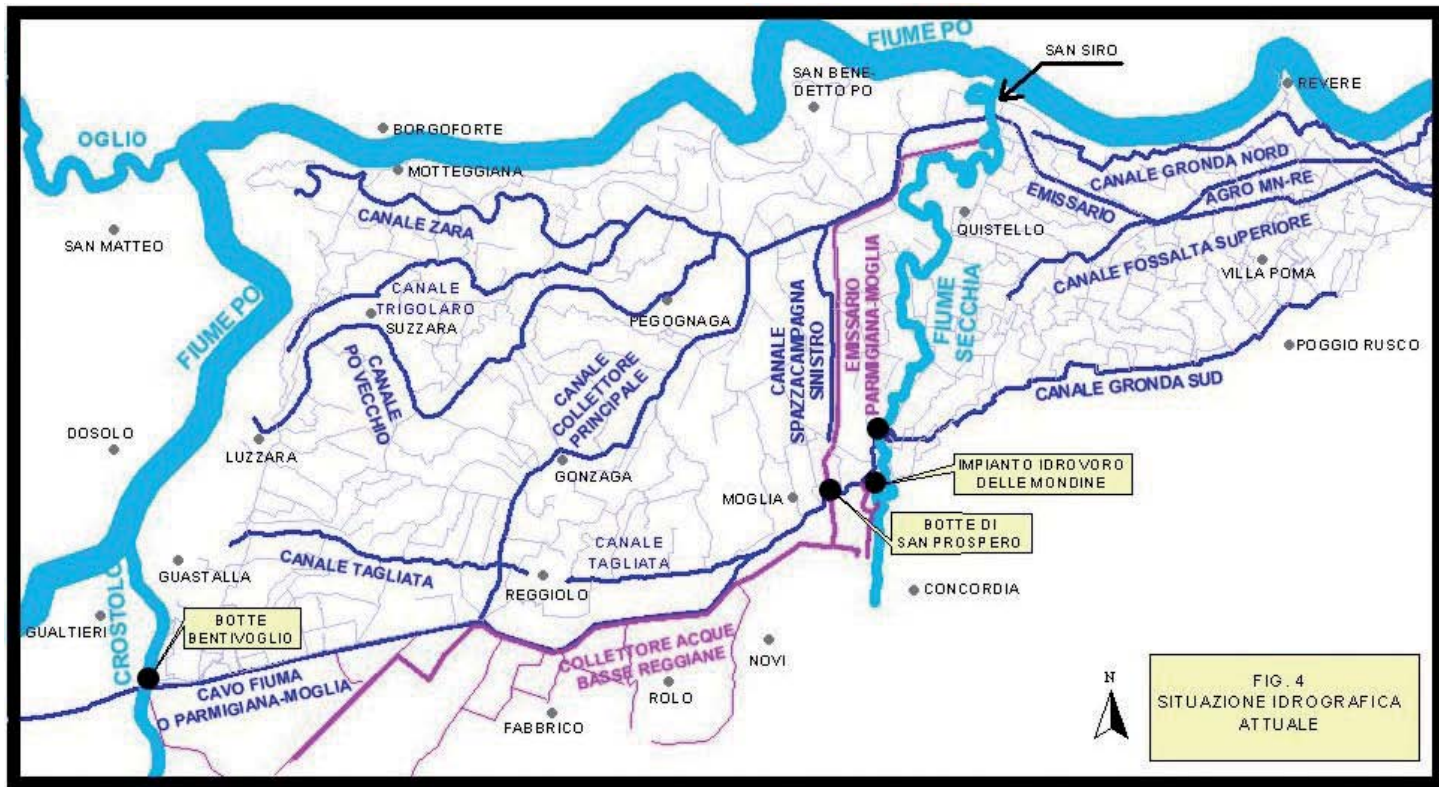 FIUME PO
SAN SIRO
SAN BENE-
DETTO PO
REVERE
OGLIO
BORGOFORTE
MOTTEGGIANA
CANALE GRONDA NORD
AGRO MN-RE
EMISSARIO
CANALE ZARA
QUISTELLO
SAN MATTEO
CANALE FOSSALTA SUPERIORE
VILLA POMA
CANALE
TRIGOLARO
SUZZARA
PEGOGNAGA
FIUME PO
FIUME
SECCHIA
POGGIO RUSCO
CANALE
PO VECCHIO
CANALE
COLLETTORE
PRINCIPALE
CANALE
SPAZZACAMPAGNA
SINISTRO
EMISSARIO
PARMIGIANA-MOGLIA
CANALE GRONDA SUD
DOSOLO
LUZZARA
GONZAGA
MOGLIA
IMPIANTO IDROVORO
DELLE MONDINE
BOTTE DI
SAN PROSPERO
CANALE TAGLIATA
CANALE
TAGLIATA
GUASTALLA
REGGIOLO
CONCORDIA
GUALTIERI
CROSTOLO
BOTTE
BENTIVOGLIO
CAVO FIUMA
O PARMIGIANA-MOGLIA
COLLETTORE ACQUE
BASSE REGGIANE
NOVI
ROLO
FABBRICO
N
FIG. 4
SITUAZIONE IDROGRAFICA
ATTUALE